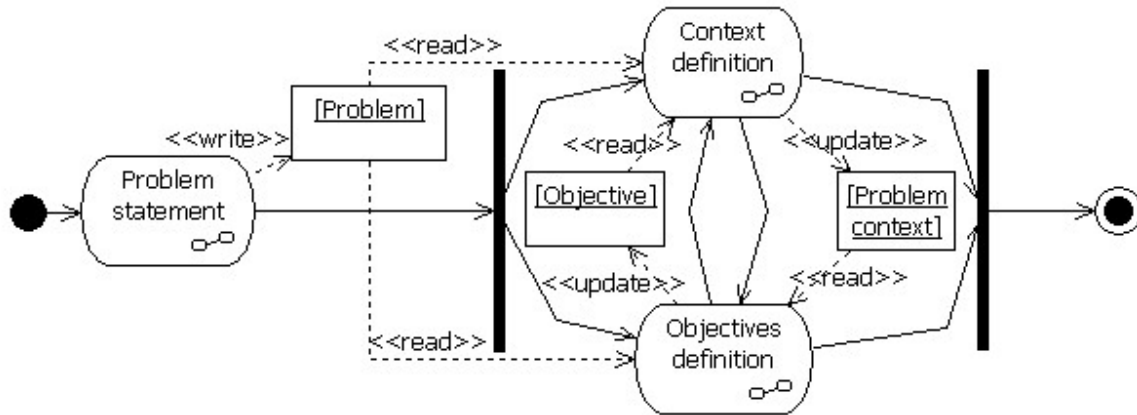 <<read>>
Context
definition
[Problem]
<<write>>
<<read>>
<<update>>
Problem
statement
[Objective]
[Problem
context]
<<update>>
<<read>>
<<read>>
Objectives
definition